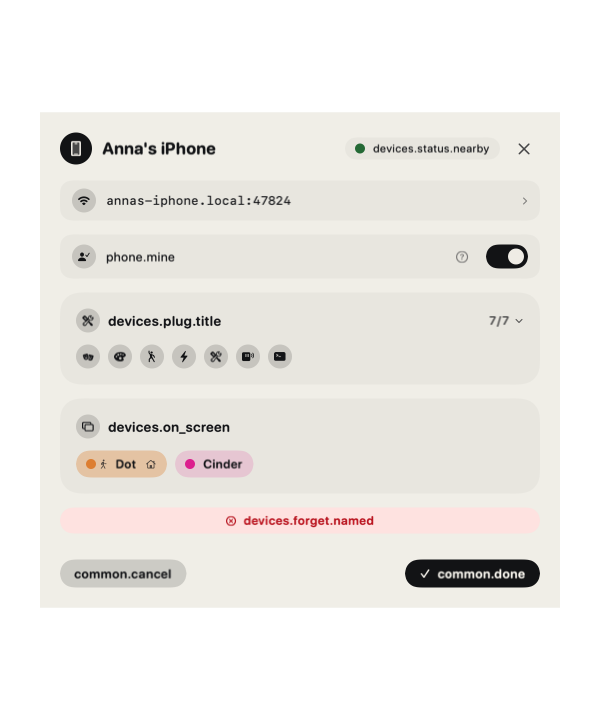 Anna's iPhone
devices.status.nearby
annas-iphone.local:47824
phone.mine
devices.plug.title
7/7
devices.on_screen
Dot
Cinder
devices.forget.named
common.cancel
common.done